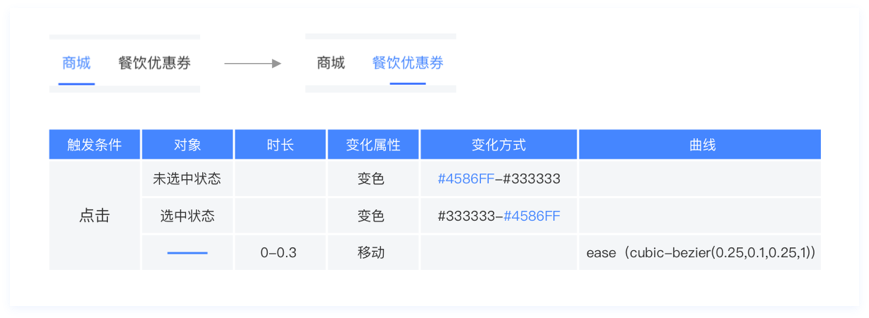 商城 餐饮优惠券 商城 餐饮优惠券
触发条件 对象 时长 变化属性 变化方式 曲线
点击
未选中状态 变色 #4586FF-#333333
选中状态 变色 #333333-#4586FF
0-0.3 移动 ease（cubic-bezier(0.25,0.1,0.25,1))